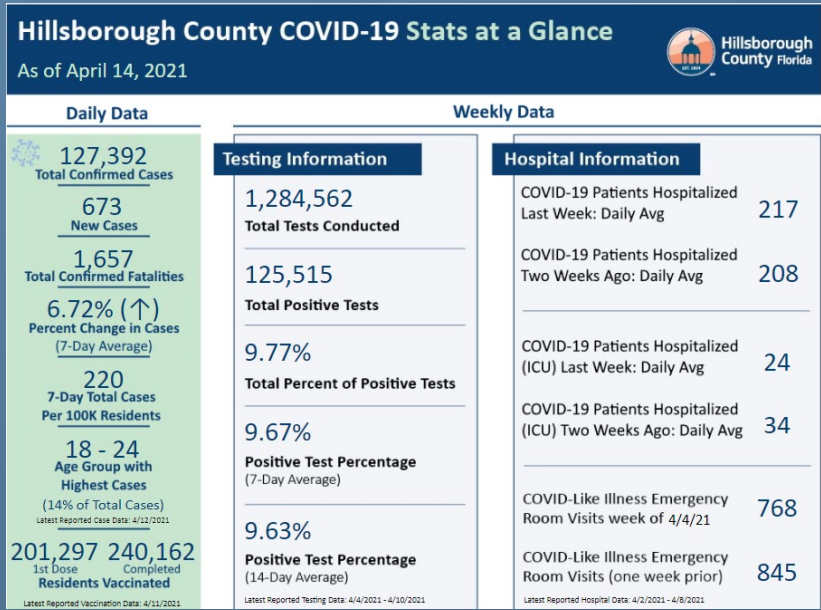 Hillsborough County COVID-19 Stats at a Glance
As of April 14, 2021
Hillsborough
County Florida
EST. 1834
Daily Data
127,392
Total Confirmed Cases
673
New Cases
1,657
Total Confirmed Fatalities
6.72% (↑)
Percent Change in Cases
(7-Day Average)
220
7-Day Total Cases
Per 100K Residents
18 - 24
Age Group with
Highest Cases
(14% of Total Cases)
Latest Reported Case Data: 4/12/2021
201,297 240,162
1st Dose Completed
Residents Vaccinated
Latest Reported Vaccination Data: 4/11/2021
Weekly Data
Testing Information
1,284,562
Total Tests Conducted
125,515
Total Positive Tests
9.77%
Total Percent of Positive Tests
9.67%
Positive Test Percentage
(7-Day Average)
9.63%
Positive Test Percentage
(14-Day Average)
Latest Reported Testing Data: 4/4/2021 - 4/10/2021
Hospital Information
COVID-19 Patients Hospitalized
Last Week: Daily Avg 217
COVID-19 Patients Hospitalized
Two Weeks Ago: Daily Avg 208
COVID-19 Patients Hospitalized
(ICU) Last Week: Daily Avg 24
COVID-19 Patients Hospitalized
(ICU) Two Weeks Ago: Daily Avg 34
COVID-Like Illness Emergency
Room Visits week of 4/4/21 768
COVID-Like Illness Emergency
Room Visits (one week prior) 845
Latest Reported Hospital Data: 4/2/2021 - 4/8/2021